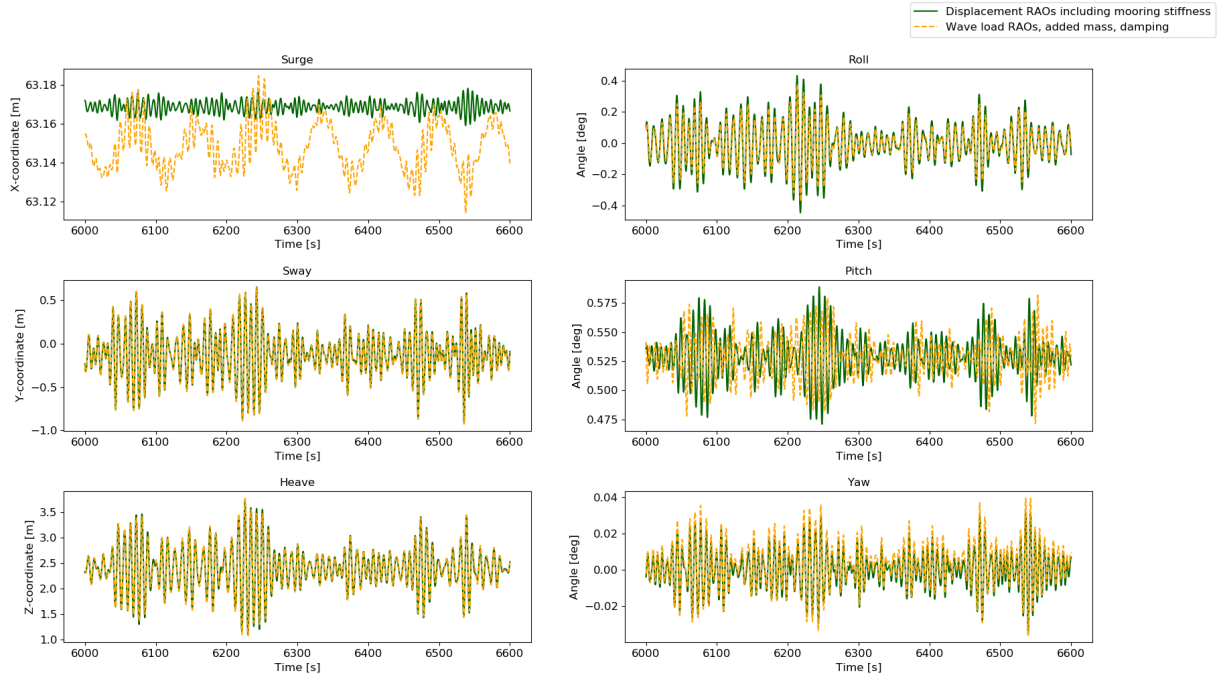 Displacement RAOs including mooring stiffness
Wave load RAOs, added mass, damping
Surge
X-coordinate [m]
63.18
63.16
63.14
63.12
6000 6100 6200 6300 6400 6500 6600
Time [s]
Roll
Angle [deg]
0.4
0.2
0.0
−0.2
−0.4
6000 6100 6200 6300 6400 6500 6600
Time [s]
Sway
Y-coordinate [m]
0.5
0.0
−0.5
−1.0
6000 6100 6200 6300 6400 6500 6600
Time [s]
Pitch
Angle [deg]
0.575
0.550
0.525
0.500
0.475
6000 6100 6200 6300 6400 6500 6600
Time [s]
Heave
Z-coordinate [m]
3.5
3.0
2.5
2.0
1.5
1.0
6000 6100 6200 6300 6400 6500 6600
Time [s]
Yaw
Angle [deg]
0.04
0.02
0.00
−0.02
6000 6100 6200 6300 6400 6500 6600
Time [s]